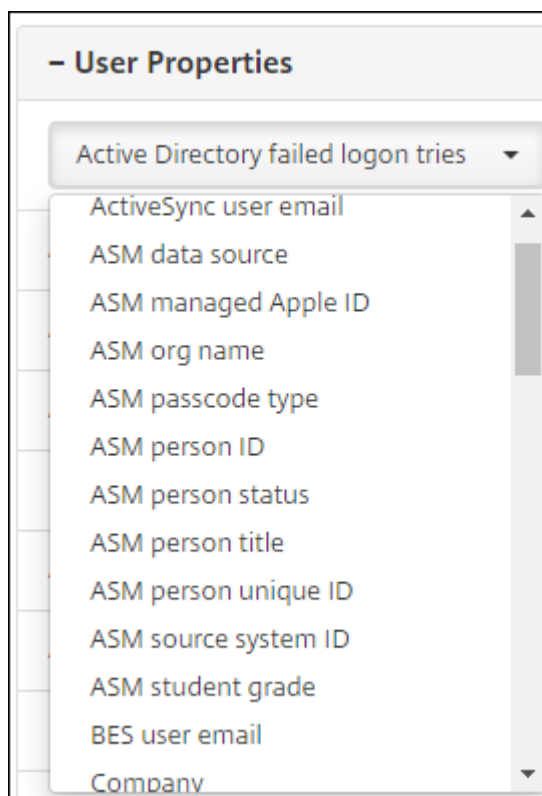 – User Properties
Active Directory failed logon tries
ActiveSync user email
ASM data source
ASM managed Apple ID
ASM org name
ASM passcode type
ASM person ID
ASM person status
ASM person title
ASM person unique ID
ASM source system ID
ASM student grade
BES user email
Company